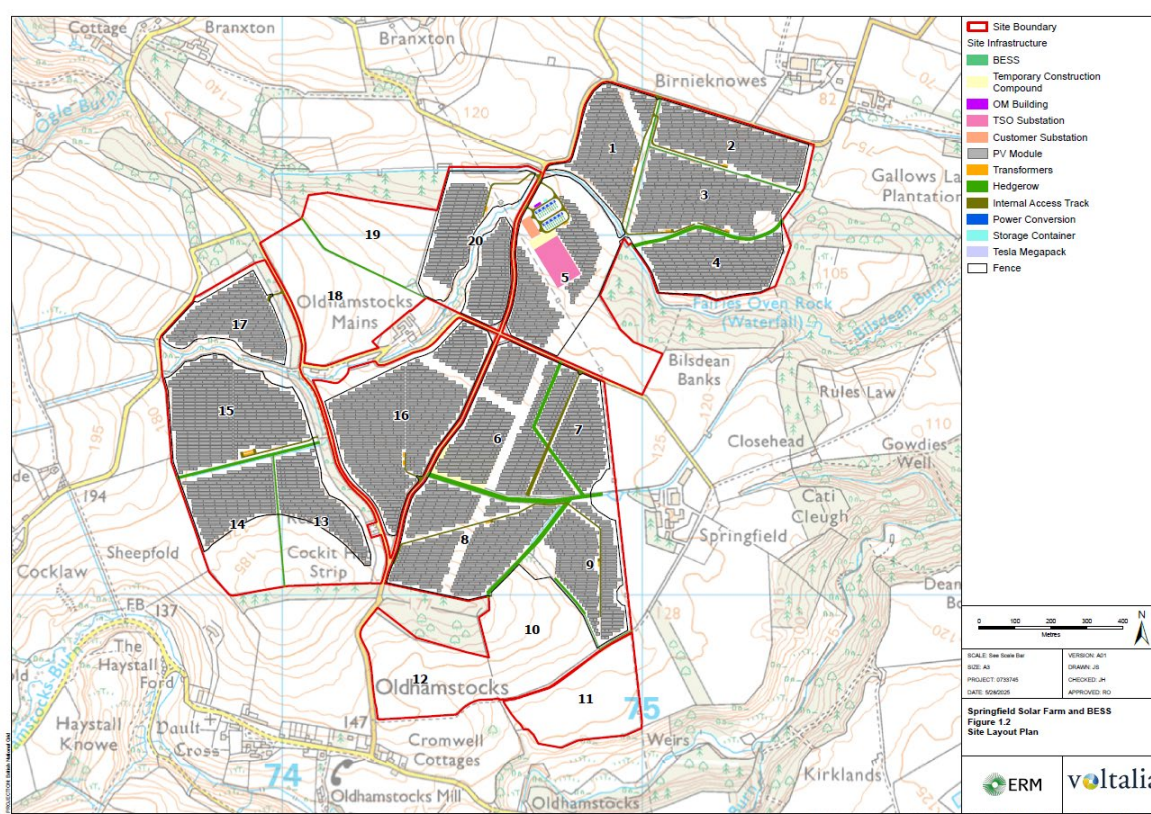 Cottage
Branxton
Branxton
Birnieknowes
Ogle Burn
140
120
82
70
1
2
3
4
5
Gallows La
Plantation
105
19
20
18
Oldhamstocks
Mains
17
Fairies Oven Rock
(Waterfall)
Bilsdean Burn
Bilsdean
Banks
Rules Law
15
16
6
7
180
195
120
125
110
Closehead
Gowdies
Well
194
14
13
8
9
Cati
Cleugh
Springfield
Sheepfold
185
Cockit H
Strip
Cocklaw
FB
137
128
Dean
10
The
Haystall
Ford
12
Oldhamstocks
11
75
Haystall
Knowe
Vault
Cross
147
Cromwell
Cottages
Weirs
Kirklands
74
Oldhamstocks Mill
Oldhamstocks
Site Boundary
Site Infrastructure
BESS
Temporary Construction
Compound
OM Building
TSO Substation
Customer Substation
PV Module
Transformers
Hedgerow
Internal Access Track
Power Conversion
Storage Container
Tesla Megapack
Fence
0 100 200 300 400
Metres
N
SCALE: See Scale Bar
VERSION: A01
SIZE: A3
DRAWN: JS
PROJECT: 0733745
CHECKED: JH
DATE: 5/28/2025
APPROVED: RO
Springfield Solar Farm and BESS
Figure 1.2
Site Layout Plan
ERM
voltalia